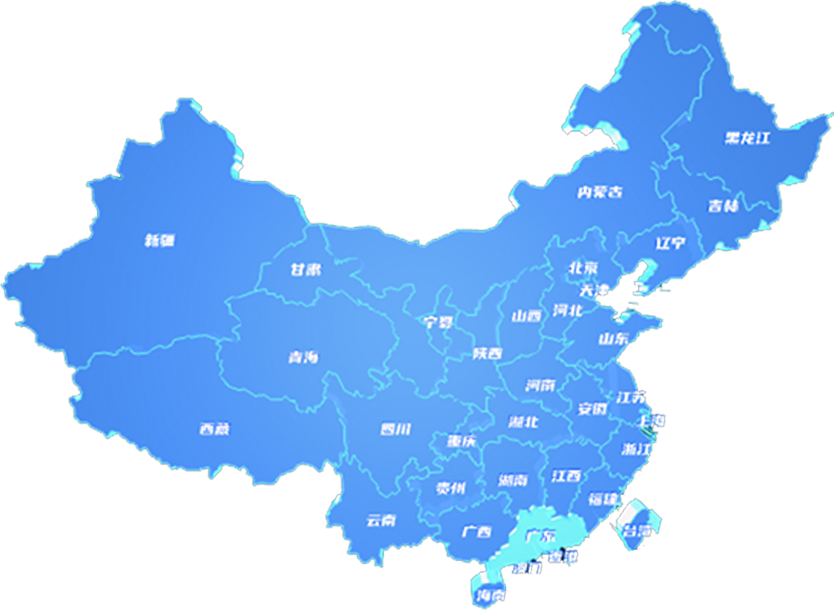 黑龙江
内蒙古
吉林
新疆
辽宁
甘肃
北京
天津
宁夏
山西
河北
山东
陕西
青海
河南
江苏
安徽
西藏
四川
湖北
上海
重庆
浙江
贵州
湖南
江西
福建
云南
广西
广东
台湾
香港
澳门
海南